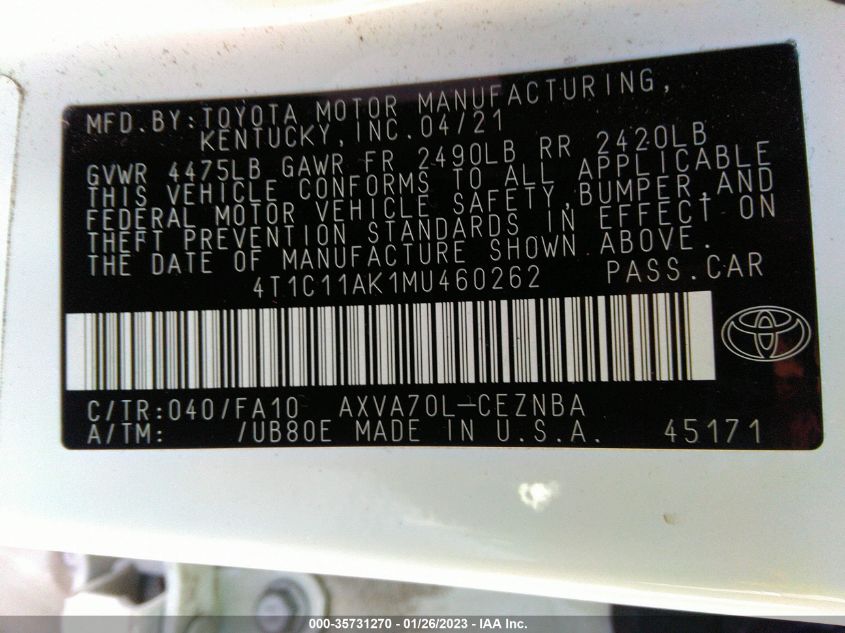 MFD.BY:TOYOTA MOTOR MANUFACTURING,
KENTUCKY,INC.04/21
GVWR 4475LB GAWR FR 2490LB RR 2420LB
THIS VEHICLE CONFORMS TO ALL APPLICABLE
FEDERAL MOTOR VEHICLE SAFETY,BUMPER,AND
THEFT PREVENTION STANDARDS IN EFFECT ON
THE DATE OF MANUFACTURE SHOWN ABOVE.
4T1C11AK1MU460262 PASS.CAR
C/TR:040/FA10 AXVA70L-CEZNBA
A/TM: /UB80E MADE IN U.S.A. 45171
000-35731270 - 01/26/2023 - IAA Inc.